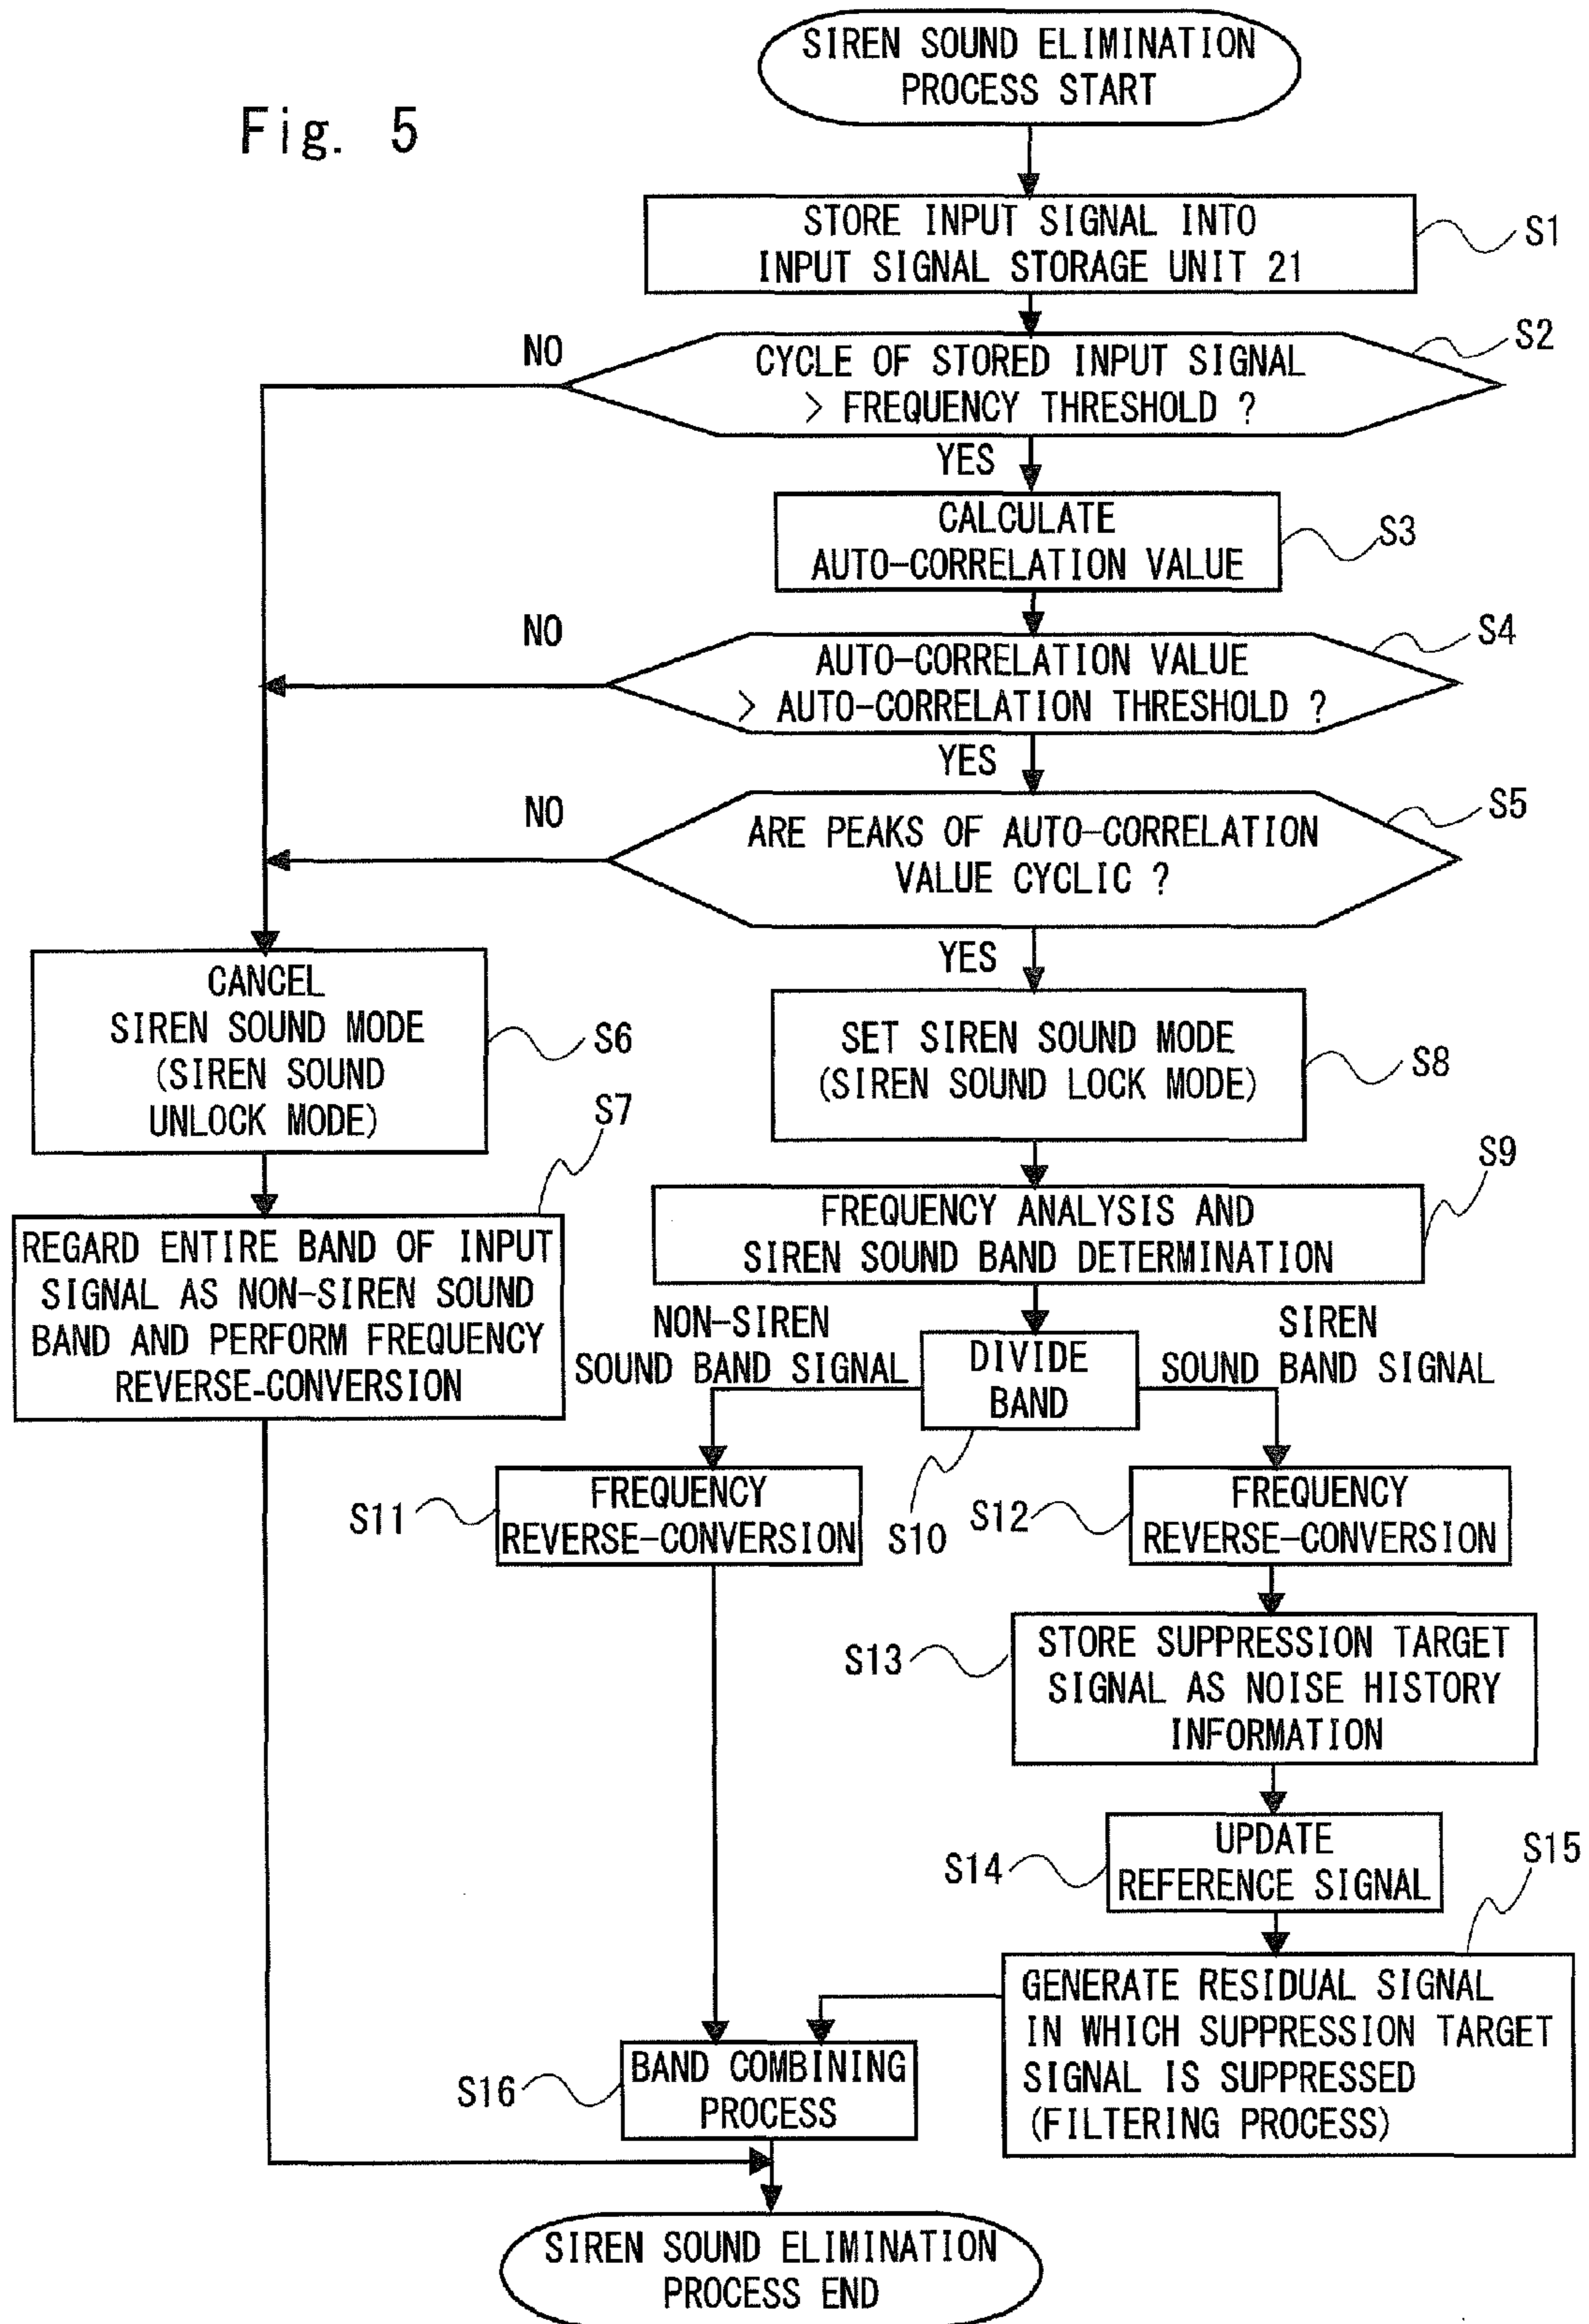 SIREN SOUND ELIMINATION
PROCESS START
Fig. 5
STORE INPUT SIGNAL INTO
INPUT SIGNAL STORAGE UNIT 21
S1
NO
CYCLE OF STORED INPUT SIGNAL
> FREQUENCY THRESHOLD ?
S2
YES
CALCULATE
AUTO-CORRELATION VALUE
S3
NO
AUTO-CORRELATION VALUE
> AUTO-CORRELATION THRESHOLD ?
S4
YES
NO
ARE PEAKS OF AUTO-CORRELATION
VALUE CYCLIC ?
S5
YES
CANCEL
SIREN SOUND MODE
(SIREN SOUND
UNLOCK MODE)
S6
SET SIREN SOUND MODE
(SIREN SOUND LOCK MODE)
S8
S7
REGARD ENTIRE BAND OF INPUT
SIGNAL AS NON-SIREN SOUND
BAND AND PERFORM FREQUENCY
REVERSE-CONVERSION
FREQUENCY ANALYSIS AND
SIREN SOUND BAND DETERMINATION
S9
NON-SIREN
SOUND BAND SIGNAL
DIVIDE
BAND
SIREN
SOUND BAND SIGNAL
S10
S11
FREQUENCY
REVERSE-CONVERSION
S12
FREQUENCY
REVERSE-CONVERSION
S13
STORE SUPPRESSION TARGET
SIGNAL AS NOISE HISTORY
INFORMATION
S14
UPDATE
REFERENCE SIGNAL
S15
GENERATE RESIDUAL SIGNAL
IN WHICH SUPPRESSION TARGET
SIGNAL IS SUPPRESSED
(FILTERING PROCESS)
S16
BAND COMBINING
PROCESS
SIREN SOUND ELIMINATION
PROCESS END